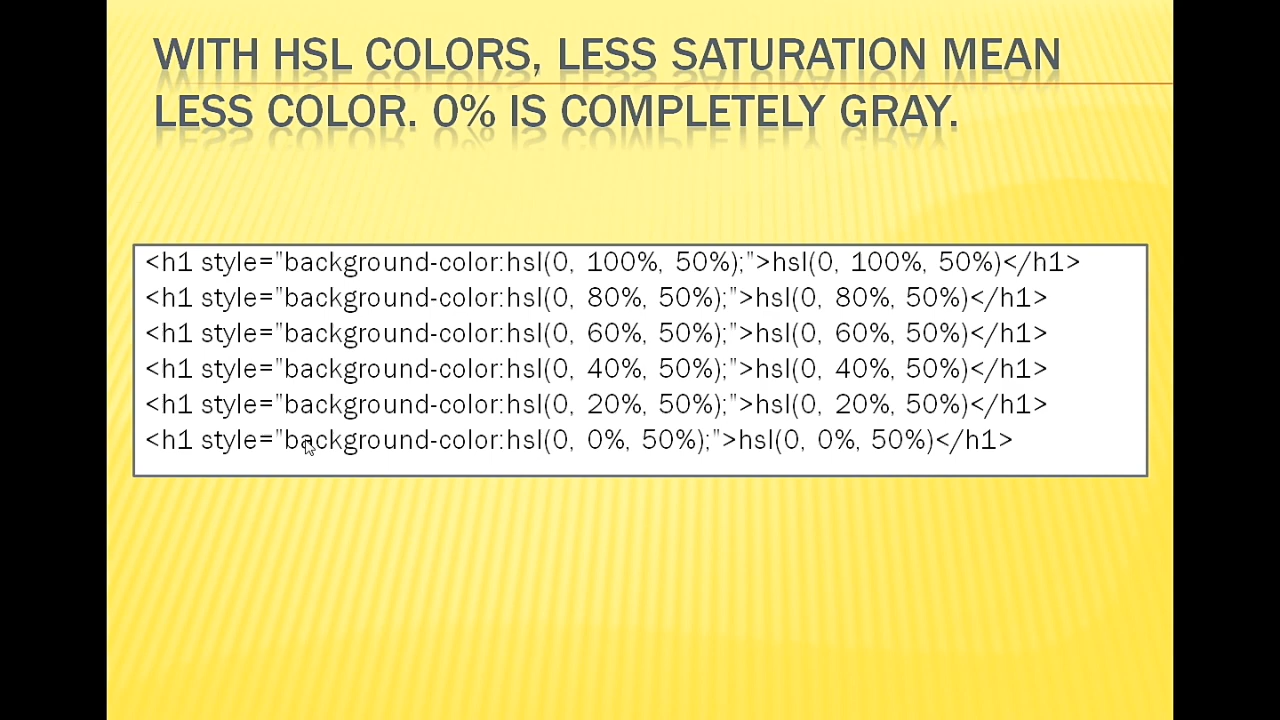 WITH HSL COLORS, LESS SATURATION MEAN
LESS COLOR. 0% IS COMPLETELY GRAY.
<h1 style="background-color:hsl(0, 100%, 50%);">hsl(0, 100%, 50%)</h1>
<h1 style="background-color:hsl(0, 80%, 50%);">hsl(0, 80%, 50%)</h1>
<h1 style="background-color:hsl(0, 60%, 50%);">hsl(0, 60%, 50%)</h1>
<h1 style="background-color:hsl(0, 40%, 50%);">hsl(0, 40%, 50%)</h1>
<h1 style="background-color:hsl(0, 20%, 50%);">hsl(0, 20%, 50%)</h1>
<h1 style="background-color:hsl(0, 0%, 50%);">hsl(0, 0%, 50%)</h1>